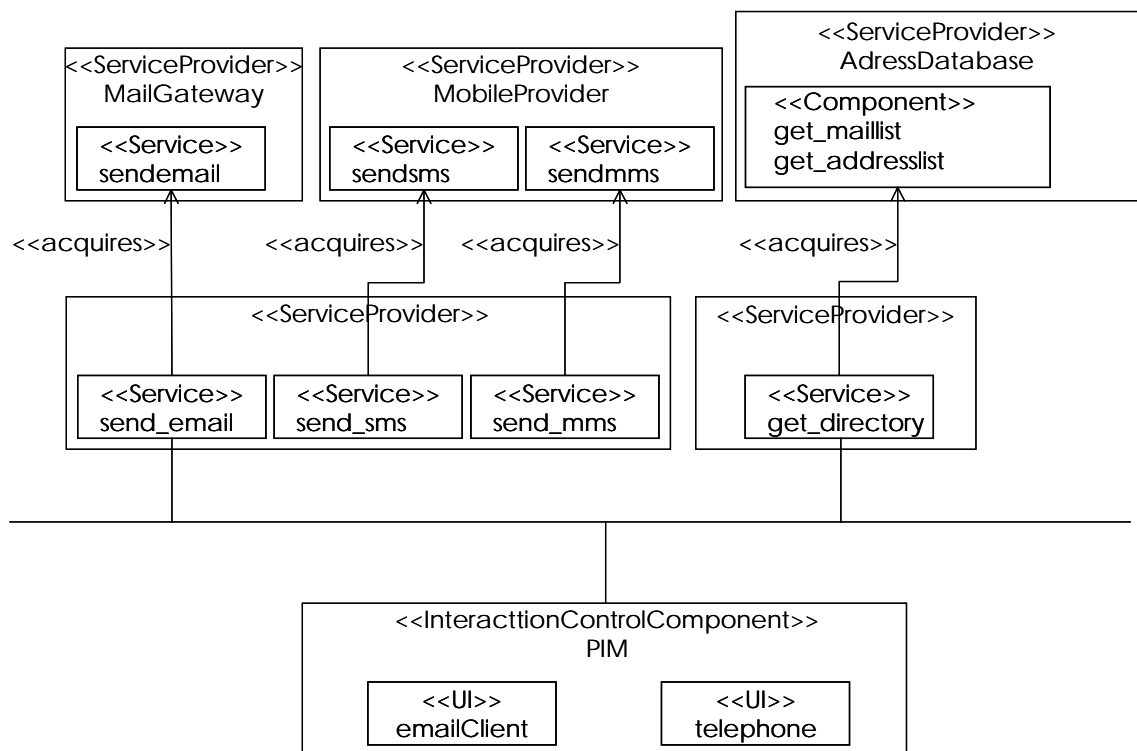 <<ServiceProvider>>
MailGateway
<<Service>>
sendemail
<<ServiceProvider>>
MobileProvider
<<Service>>
sendsms
<<Service>>
sendmms
<<ServiceProvider>>
AdressDatabase
<<Component>>
get_maillist
get_addresslist
<<acquires>>
<<acquires>>
<<acquires>>
<<acquires>>
<<ServiceProvider>>
<<Service>>
send_email
<<Service>>
send_sms
<<Service>>
send_mms
<<ServiceProvider>>
<<Service>>
get_directory
<<InteracttionControlComponent>>
PIM
<<UI>>
emailClient
<<UI>>
telephone